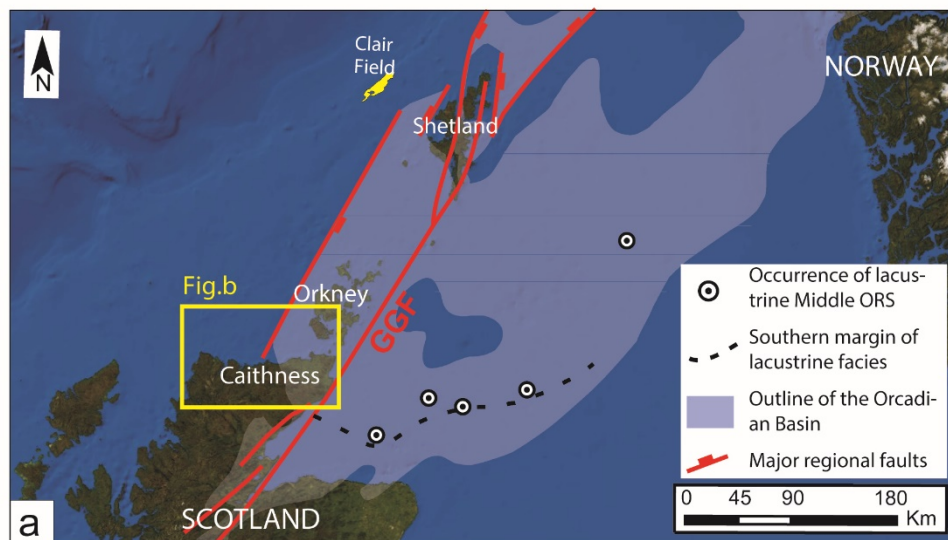 N
Clair
Field
NORWAY
Shetland
Fig.b
Orkney
GGF
Caithness
SCOTLAND
a
Occurrence of lacus-
trine Middle ORS
Southern margin of
lacustrine facies
Outline of the Orcadi-
an Basin
Major regional faults
0 45 90 180
Km